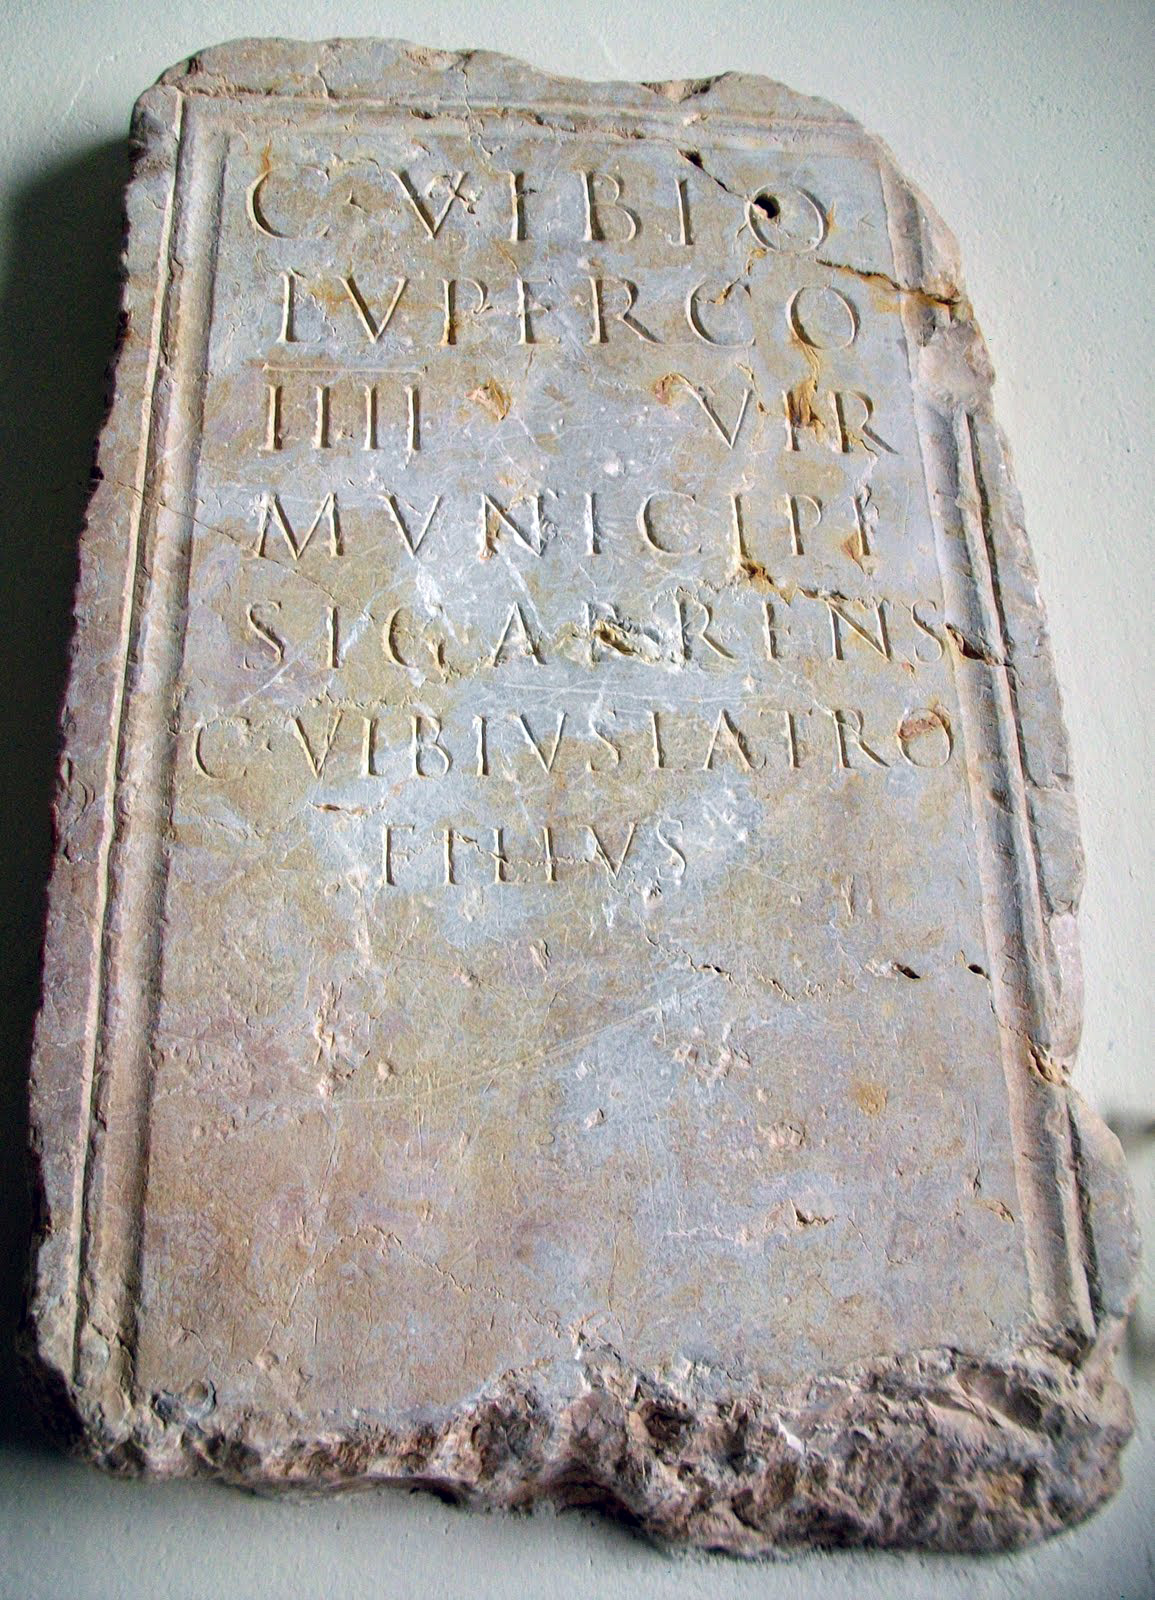 C · VIBIO
LVPERCO
IIII VIR
MVNICIPI
SIGARRENS
C · VIBIVS LATRO
FILIVS